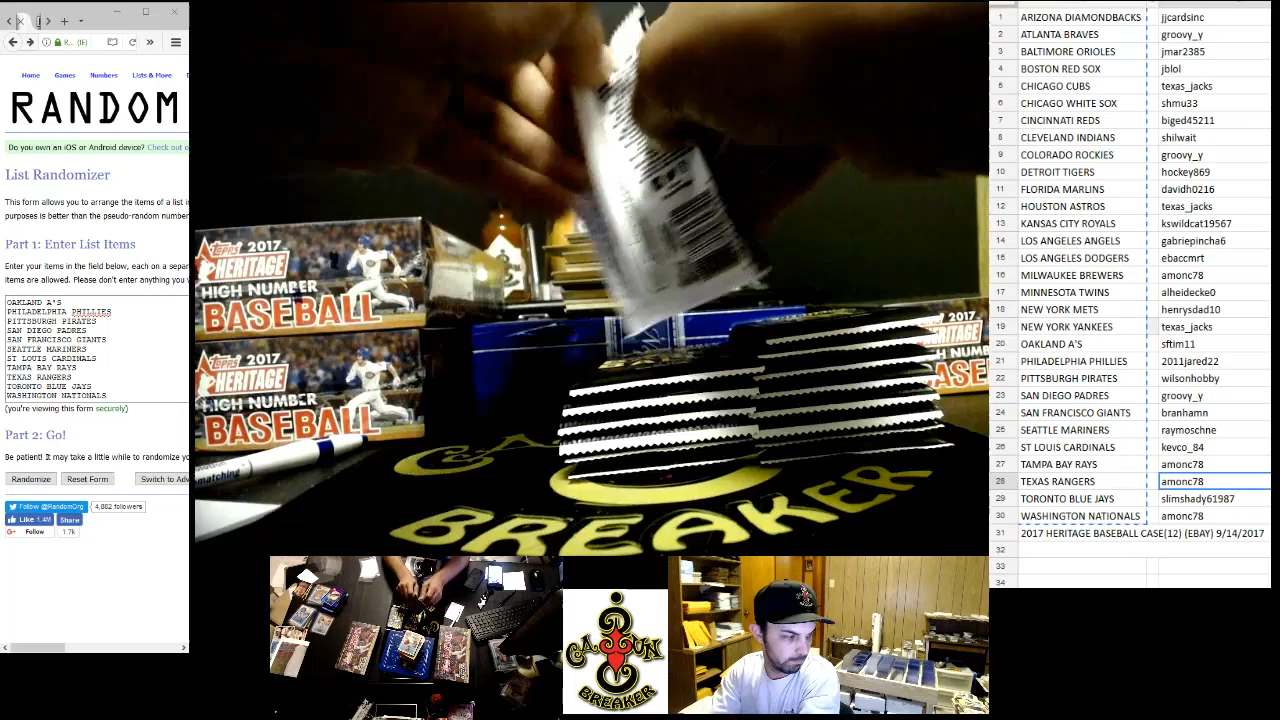 R... (IE)
Home Games Numbers Lists & More
RANDOM
Do you own an iOS or Android device? Check out o
List Randomizer
This form allows you to arrange the items of a list i
purposes is better than the pseudo-random number
Part 1: Enter List Items
Enter your items in the field below, each on a sepa
items are allowed. Please don't enter anything you
OAKLAND A'S
PHILADELPHIA PHILLIES
PITTSBURGH PIRATES
SAN DIEGO PADRES
SAN FRANCISCO GIANTS
SEATTLE MARINERS
ST LOUIS CARDINALS
TAMPA BAY RAYS
TEXAS RANGERS
TORONTO BLUE JAYS
WASHINGTON NATIONALS
(you're viewing this form securely)
Part 2: Go!
Be patient! It may take a little while to randomize yo
Randomize Reset Form Switch to Adv
Follow @RandomOrg 4,882 followers
Like 1.4M Share
G+ Follow 1.7k
Topps 2017
HERITAGE
HIGH NUMBER
BASEBALL
Topps 2017
HERITAGE
HIGH NUMBER
BASEBALL
2017
matching
BREAKER
CAJUN
BREAKER
1 ARIZONA DIAMONDBACKS jjcardsinc
2 ATLANTA BRAVES groovy_y
3 BALTIMORE ORIOLES jmar2385
4 BOSTON RED SOX jblol
5 CHICAGO CUBS texas_jacks
6 CHICAGO WHITE SOX shmu33
7 CINCINNATI REDS biged45211
8 CLEVELAND INDIANS shilwait
9 COLORADO ROCKIES groovy_y
10 DETROIT TIGERS hockey869
11 FLORIDA MARLINS davidh0216
12 HOUSTON ASTROS texas_jacks
13 KANSAS CITY ROYALS kswildcat19567
14 LOS ANGELES ANGELS gabriepincha6
15 LOS ANGELES DODGERS ebaccmrt
16 MILWAUKEE BREWERS amonc78
17 MINNESOTA TWINS alheidecke0
18 NEW YORK METS henrysdad10
19 NEW YORK YANKEES texas_jacks
20 OAKLAND A'S sftim11
21 PHILADELPHIA PHILLIES 2011jared22
22 PITTSBURGH PIRATES wilsonhobby
23 SAN DIEGO PADRES groovy_y
24 SAN FRANCISCO GIANTS branhamn
25 SEATTLE MARINERS raymoschne
26 ST LOUIS CARDINALS kevco_84
27 TAMPA BAY RAYS amonc78
28 TEXAS RANGERS amonc78
29 TORONTO BLUE JAYS slimshady61987
30 WASHINGTON NATIONALS amonc78
31 2017 HERITAGE BASEBALL CASE(12) (EBAY) 9/14/2017
32
33
34